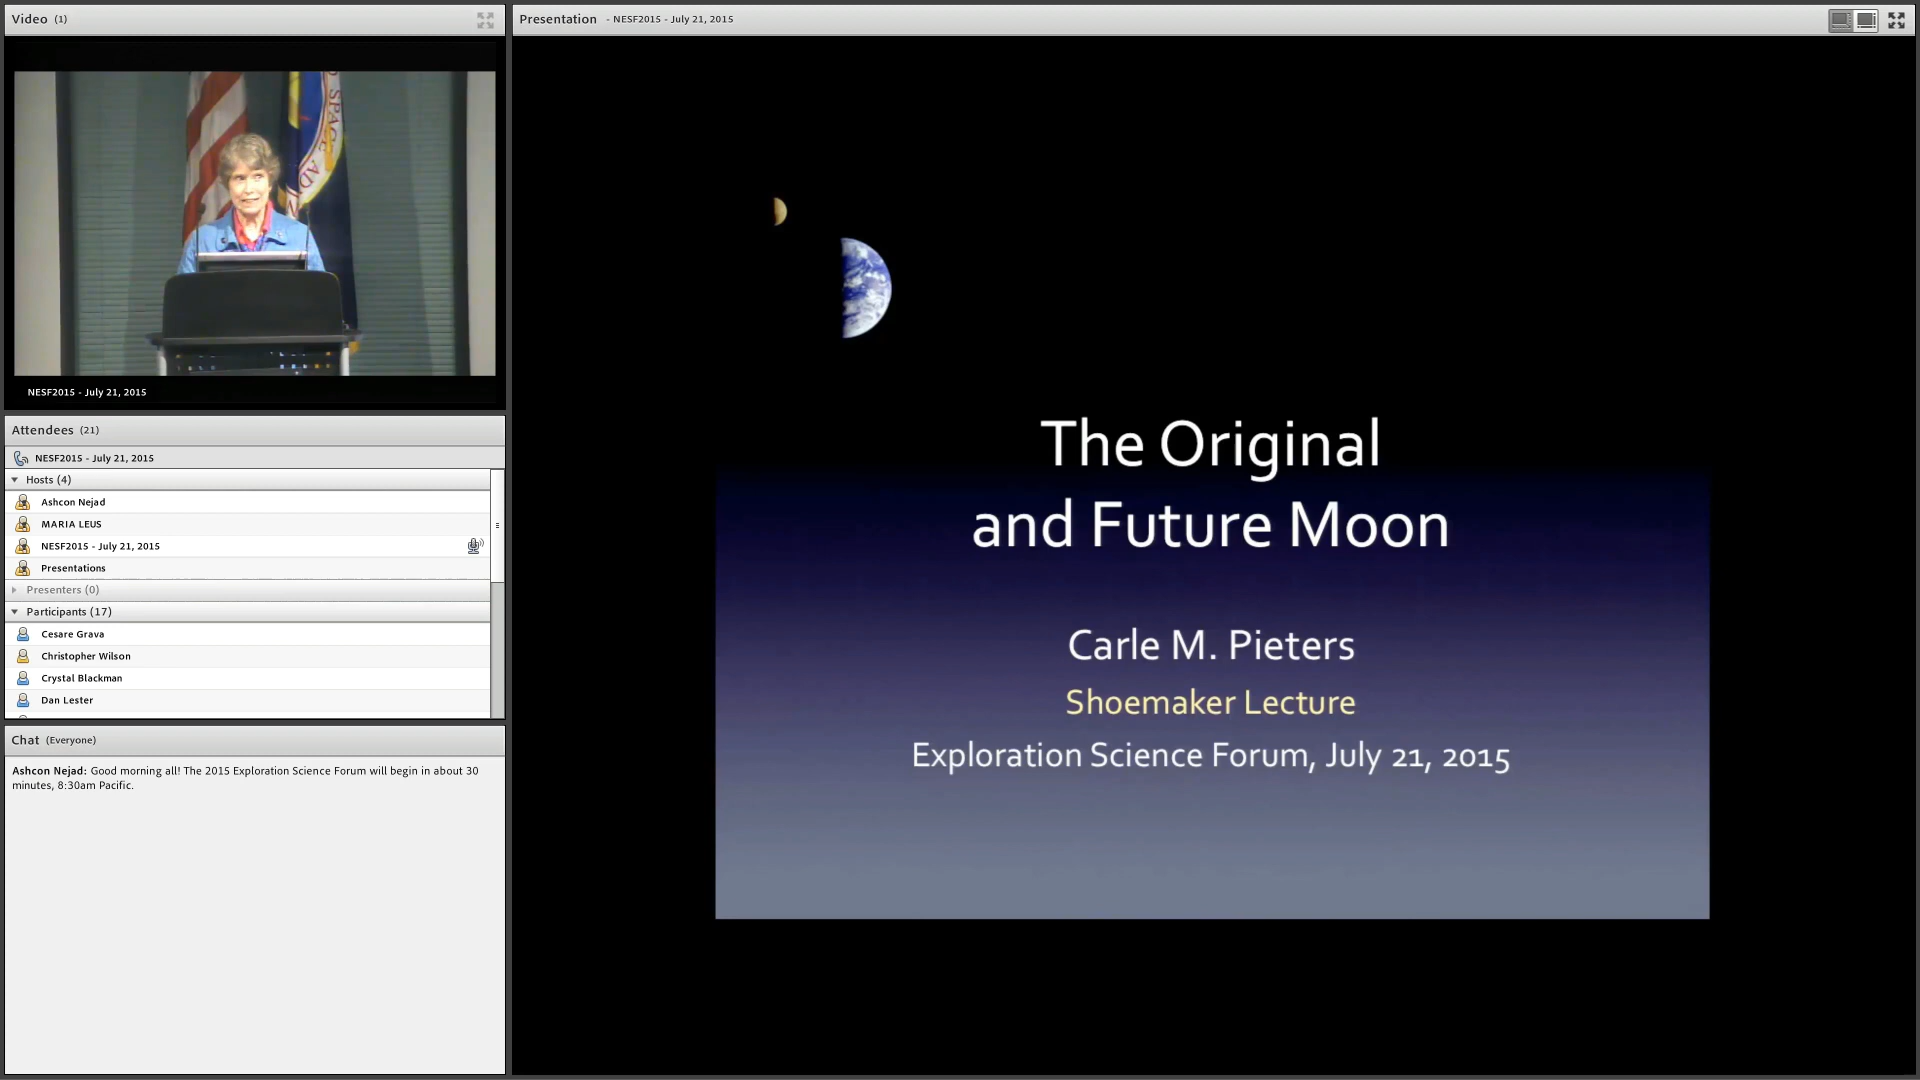 Video (1)
SPACE AD
NESF2015 - July 21, 2015
Attendees (21)
NESF2015 - July 21, 2015
Hosts (4)
Ashcon Nejad
MARIA LEUS
NESF2015 - July 21, 2015
Presentations
Presenters (0)
Participants (17)
Cesare Grava
Christopher Wilson
Crystal Blackman
Dan Lester
Chat (Everyone)
Ashcon Nejad: Good morning all! The 2015 Exploration Science Forum will begin in about 30
minutes, 8:30am Pacific.
Presentation - NESF2015 - July 21, 2015
The Original
and Future Moon
Carle M. Pieters
Shoemaker Lecture
Exploration Science Forum, July 21, 2015